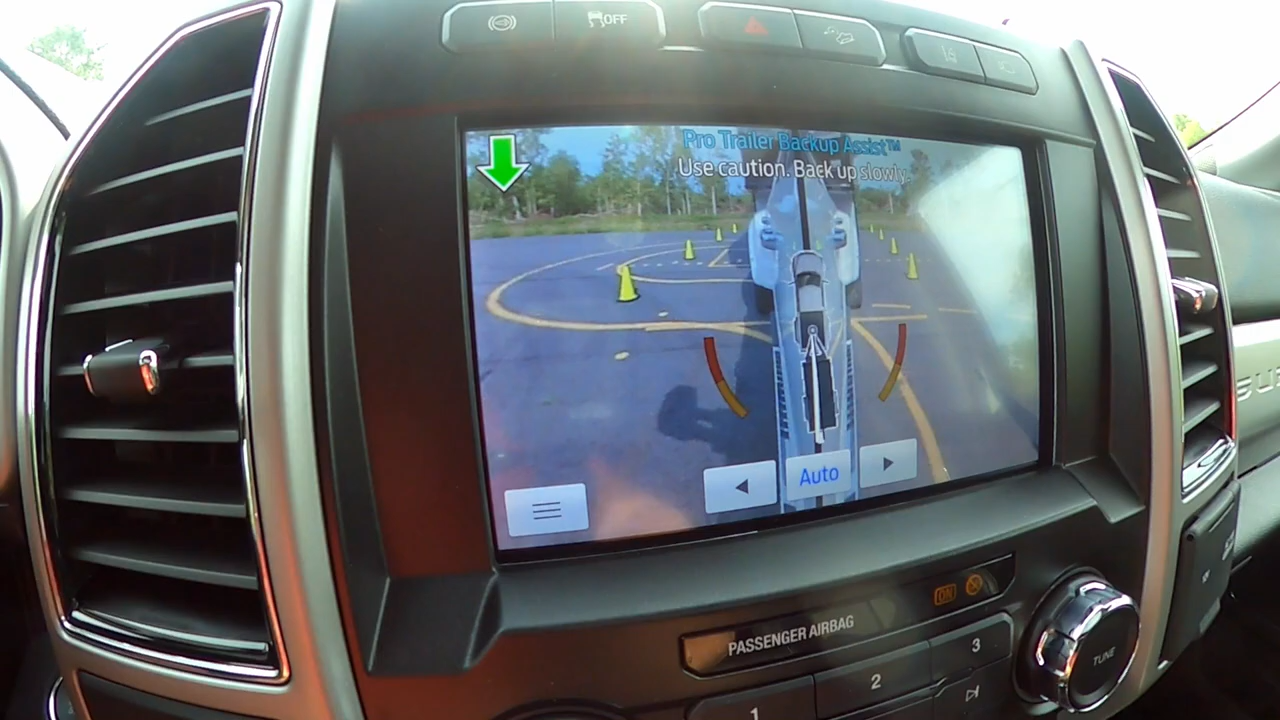 OFF
Pro Trailer Backup Assist™
Use caution. Back up slowly.
Auto
PASSENGER AIRBAG
ON
1
2
3
TUNE